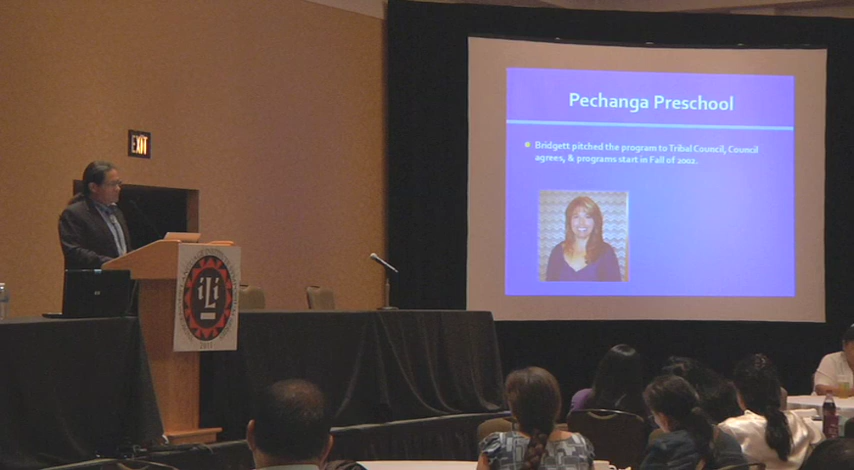 EXIT
Pechanga Preschool
Bridgett pitched the program to Tribal Council, Council
agrees, & programs start in Fall of 2002.
iLi